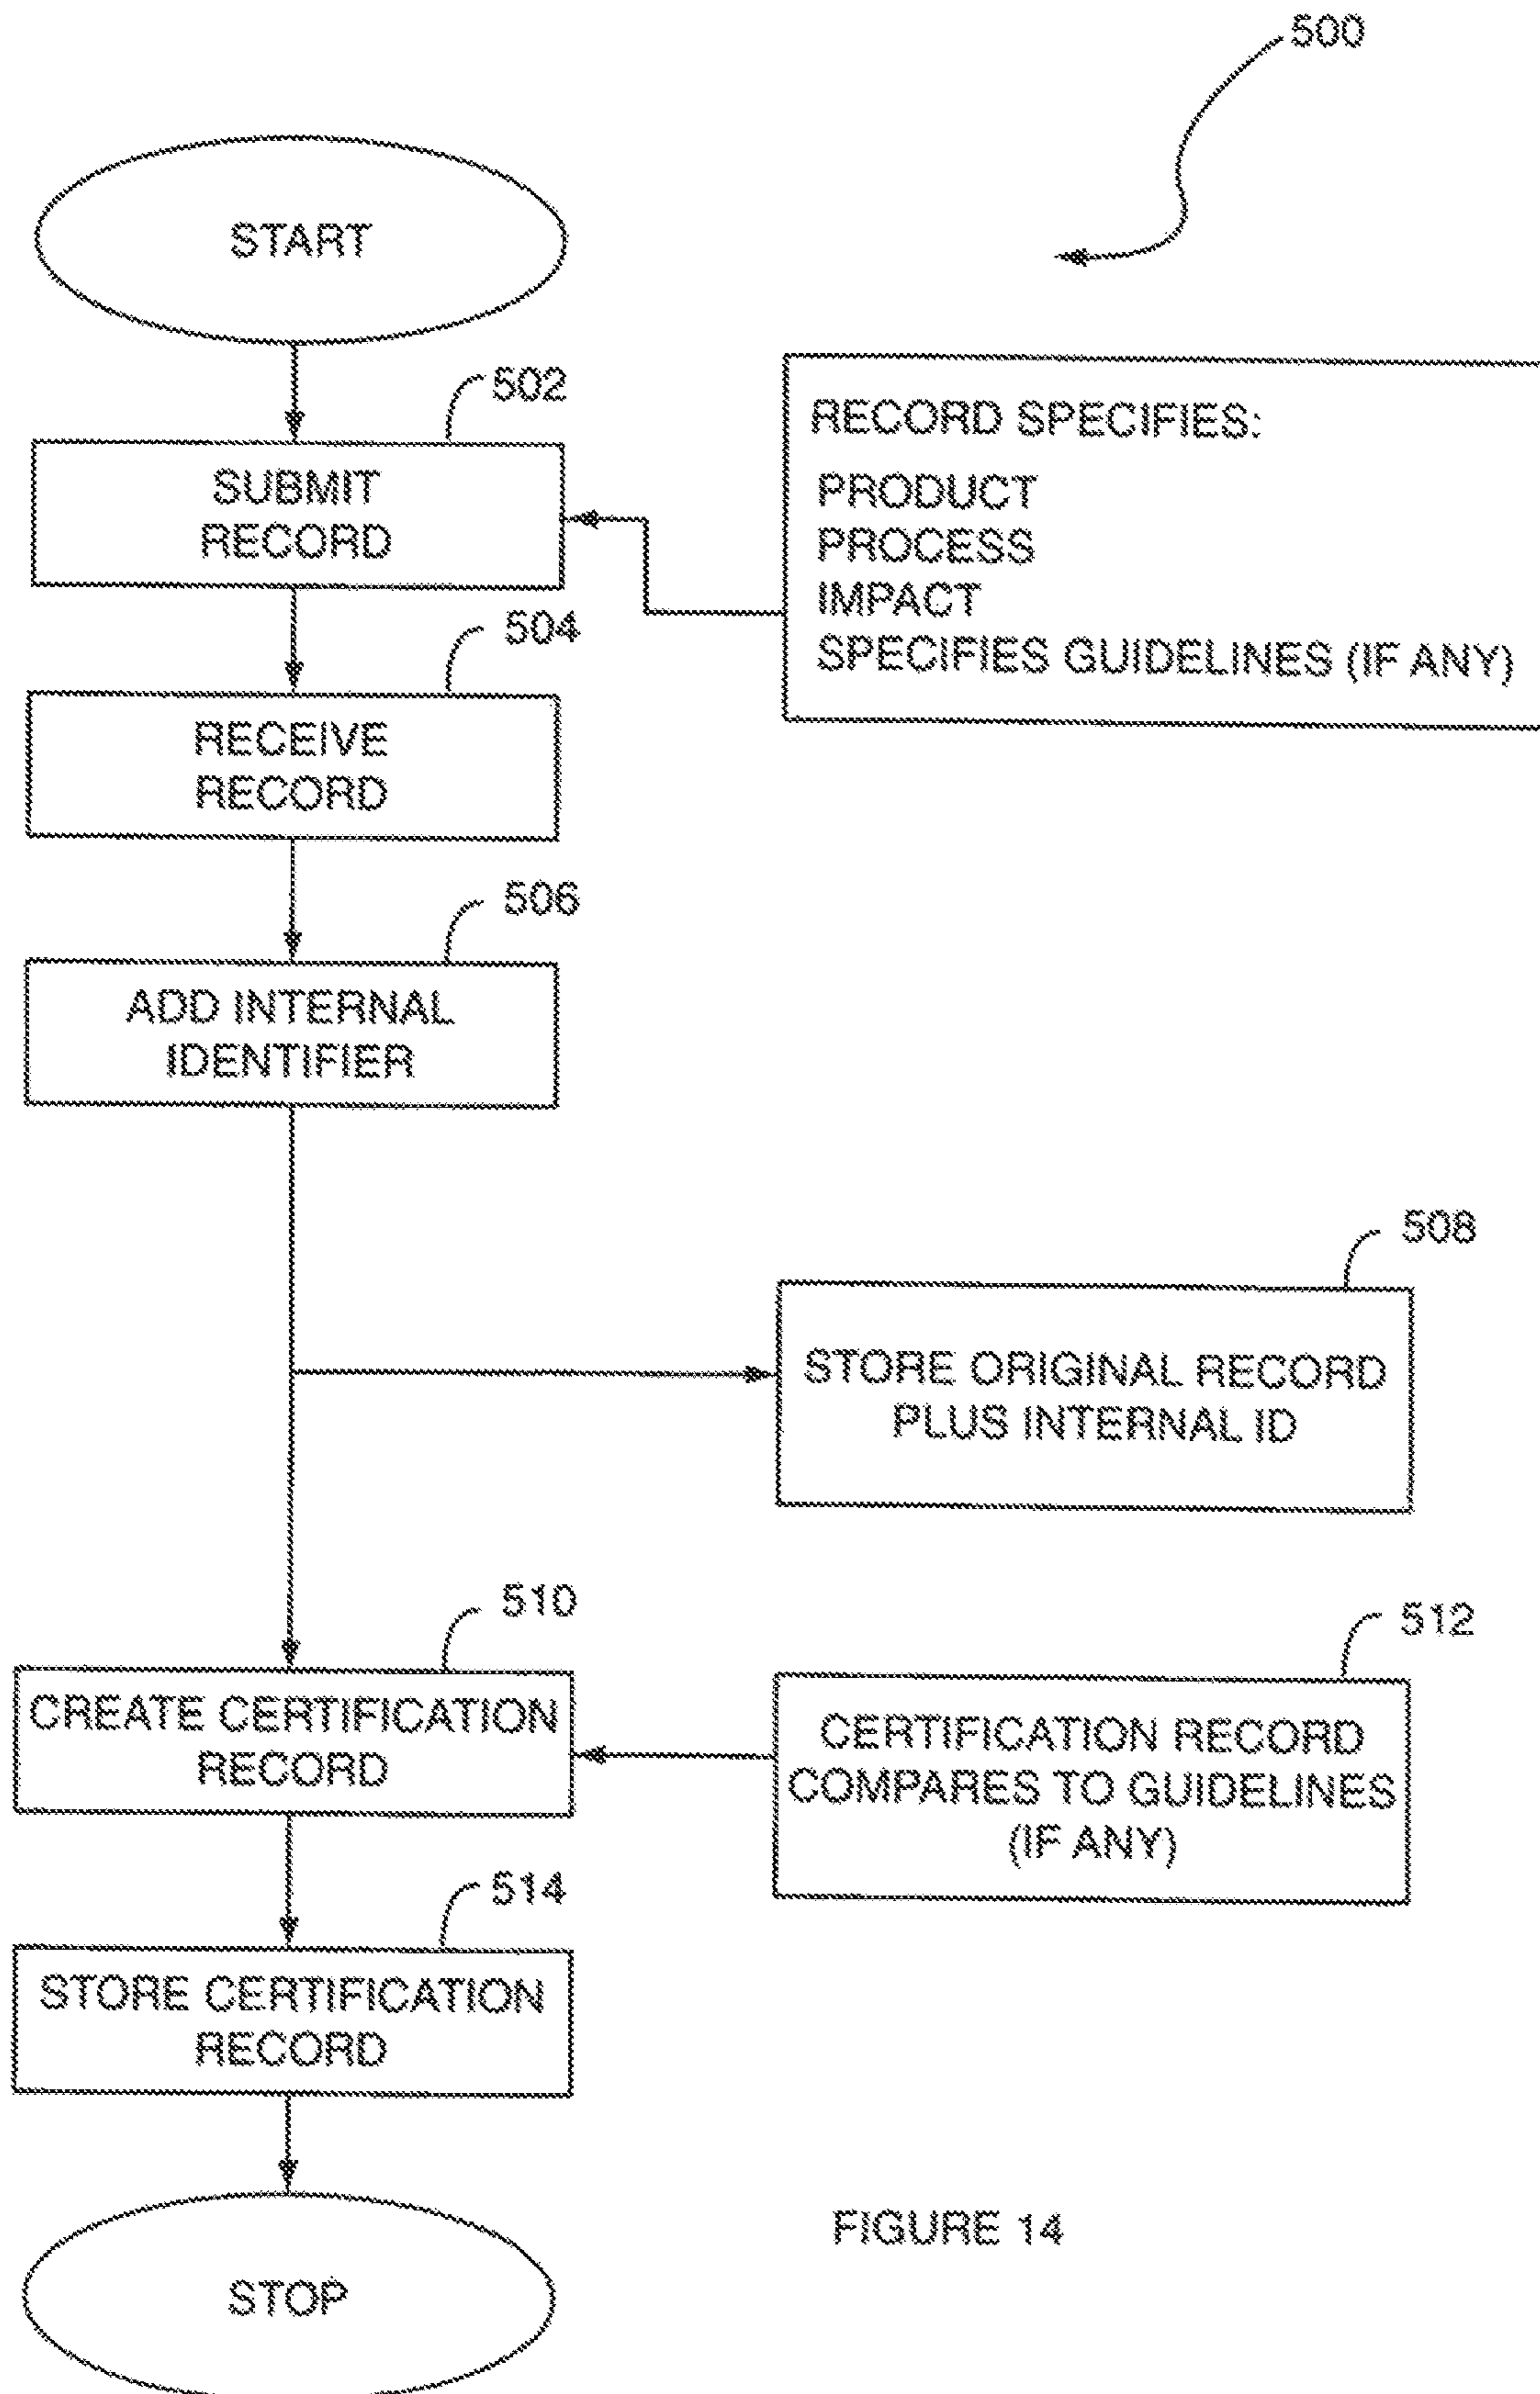 500
START
502
SUBMIT
RECORD
RECORD SPECIFIES:
PRODUCT
PROCESS
IMPACT
SPECIFIES GUIDELINES (IF ANY)
504
RECEIVE
RECORD
506
ADD INTERNAL
IDENTIFIER
508
STORE ORIGINAL RECORD
PLUS INTERNAL ID
510
CREATE CERTIFICATION
RECORD
512
CERTIFICATION RECORD
COMPARES TO GUIDELINES
(IF ANY)
514
STORE CERTIFICATION
RECORD
STOP
FIGURE 14